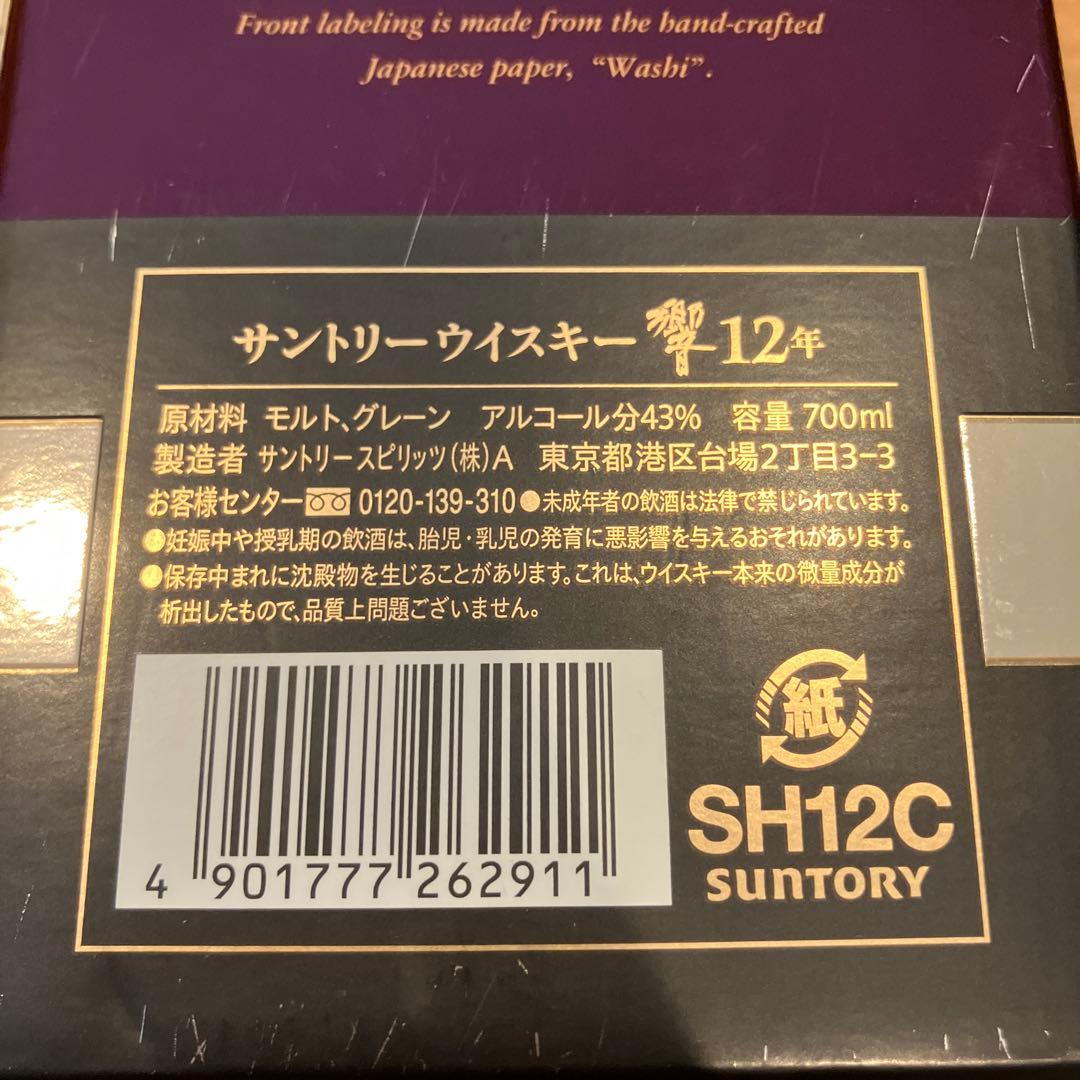 Front labeling is made from the hand-crafted
Japanese paper, “Washi”.
サントリーウイスキー 響 12年
原材料 モルト、グレーン アルコール分43% 容量 700ml
製造者 サントリースピリッツ(株)A 東京都港区台場2丁目3-3
お客様センター 0120-139-310 ●未成年者の飲酒は法律で禁じられています。
●妊娠中や授乳期の飲酒は、胎児・乳児の発育に悪影響を与えるおそれがあります。
●保存中まれに沈殿物を生じることがあります。これは、ウイスキー本来の微量成分が
析出したもので、品質上問題ございません。
紙
SH12C
SUNTORY
4 901777 262911